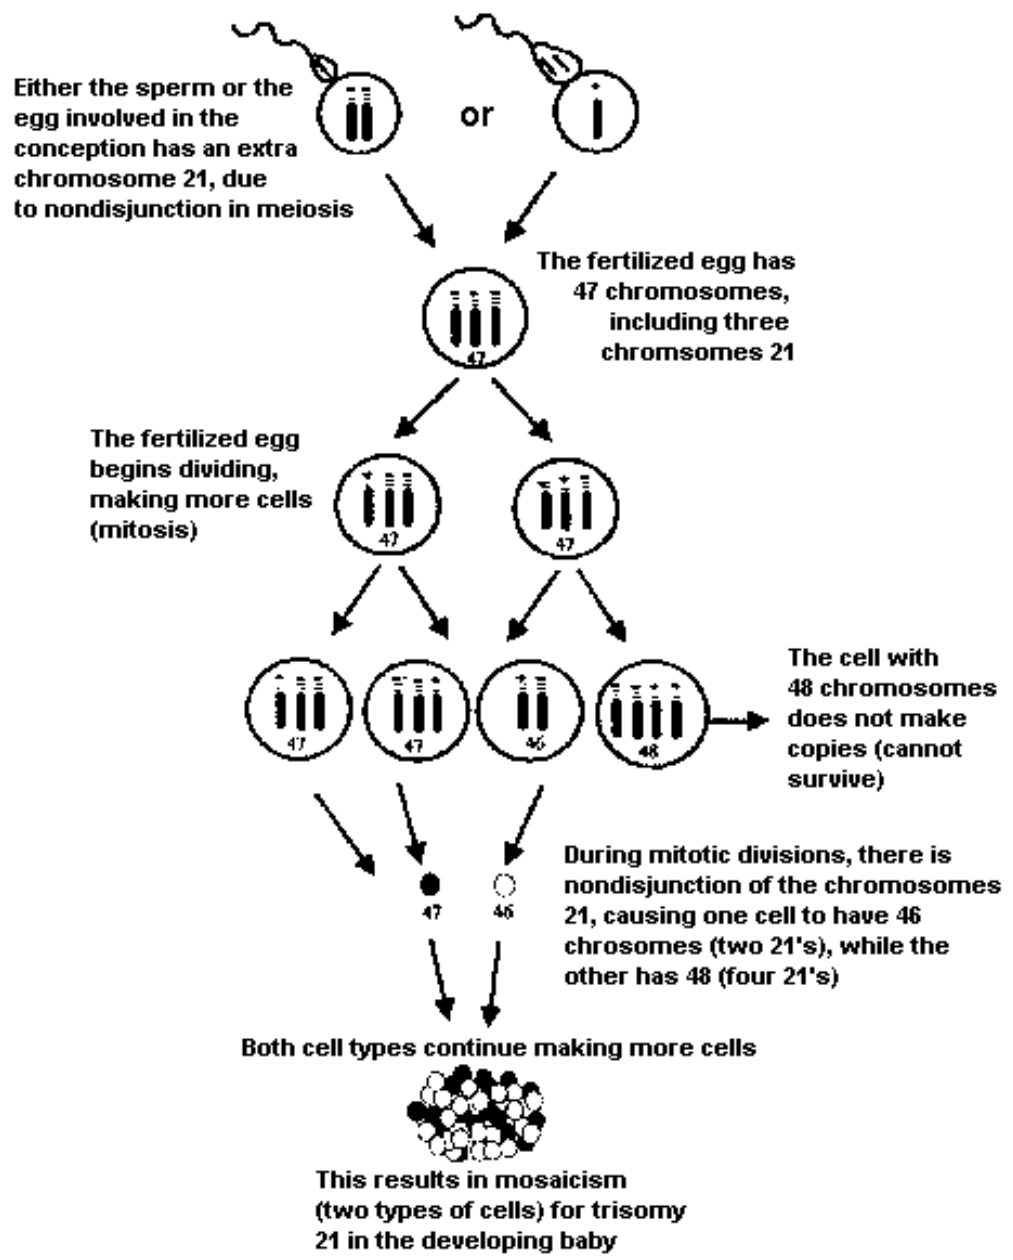 Either the sperm or the
egg involved in the
conception has an extra
chromosome 21, due
to nondisjunction in meiosis
or
The fertilized egg has
47 chromosomes,
including three
chromsomes 21
47
The fertilized egg
begins dividing,
making more cells
(mitosis)
47
47
47
47
46
48
The cell with
48 chromosomes
does not make
copies (cannot
survive)
47
46
During mitotic divisions, there is
nondisjunction of the chromosomes
21, causing one cell to have 46
chrosomes (two 21's), while the
other has 48 (four 21's)
Both cell types continue making more cells
This results in mosaicism
(two types of cells) for trisomy
21 in the developing baby